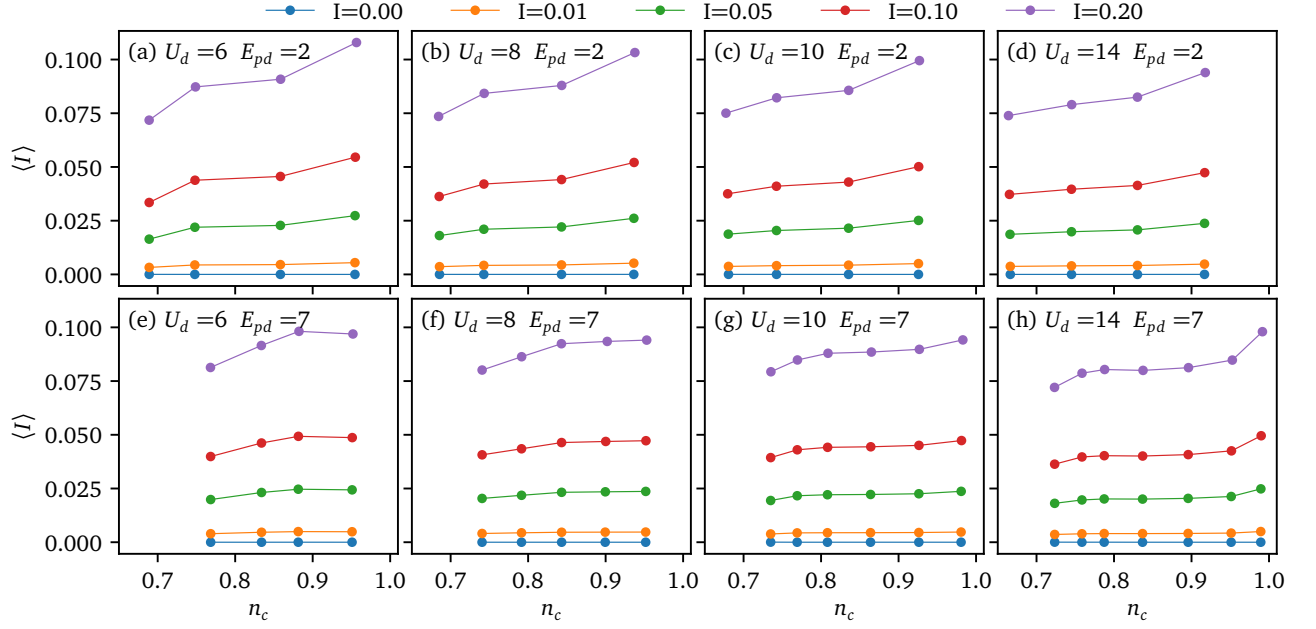 I=0.00 I=0.01 I=0.05 I=0.10 I=0.20
(a) U_d =6 E_pd =2 (b) U_d =8 E_pd =2 (c) U_d =10 E_pd =2 (d) U_d =14 E_pd =2
0.100
0.075
0.050
0.025
0.000
⟨I⟩
(e) U_d =6 E_pd =7 (f) U_d =8 E_pd =7 (g) U_d =10 E_pd =7 (h) U_d =14 E_pd =7
0.100
0.075
0.050
0.025
0.000
⟨I⟩
0.7 0.8 0.9 1.0 0.7 0.8 0.9 1.0 0.7 0.8 0.9 1.0 0.7 0.8 0.9 1.0
n_c n_c n_c n_c